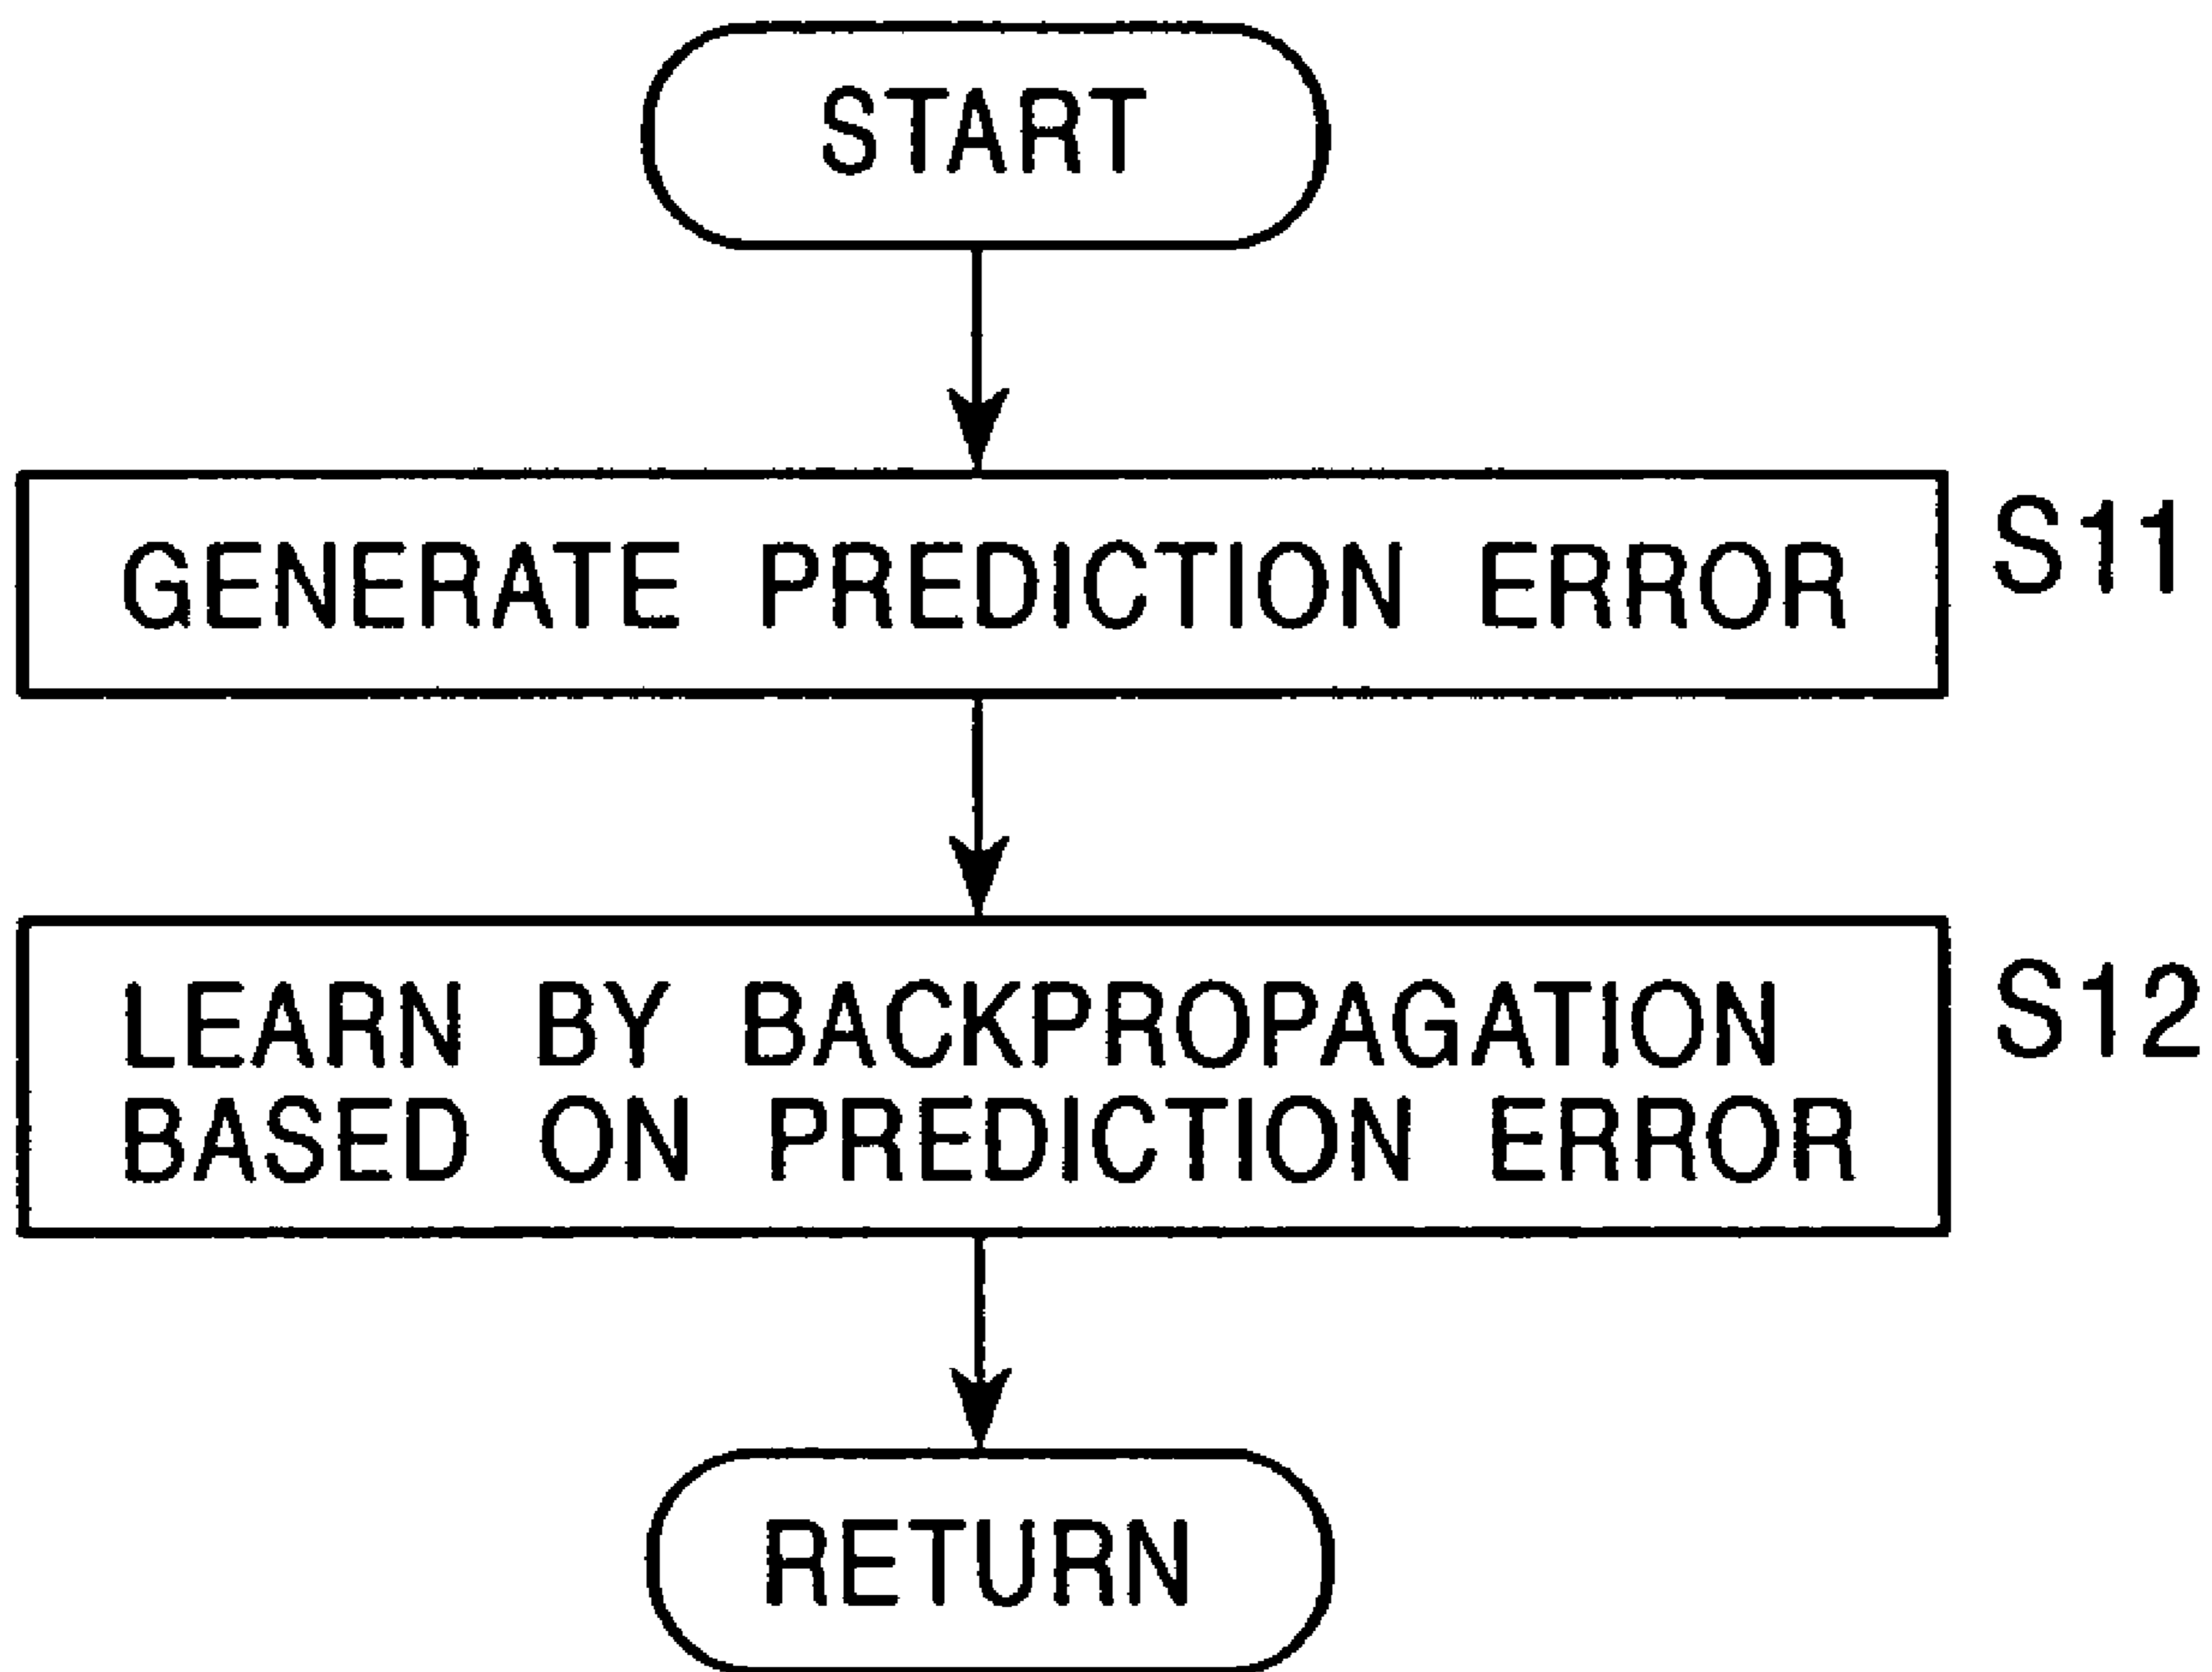 START
GENERATE PREDICTION ERROR
S11
LEARN BY BACKPROPAGATION
BASED ON PREDICTION ERROR
S12
RETURN